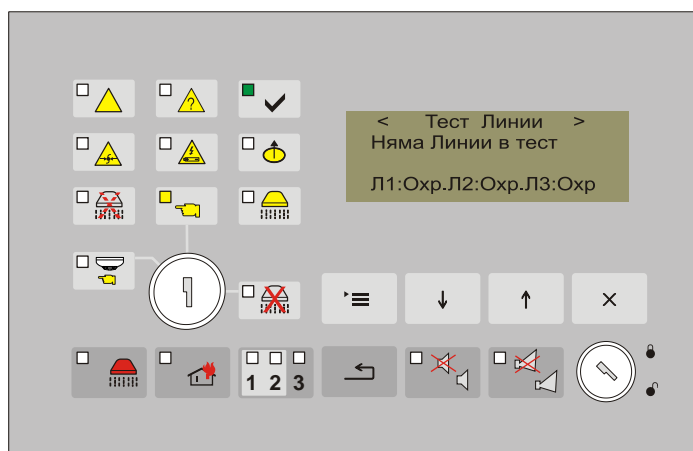 ?
< Тест Линии >
Няма Линии в тест
Л1:Охр.Л2:Охр.Л3:Охр
1 2 3